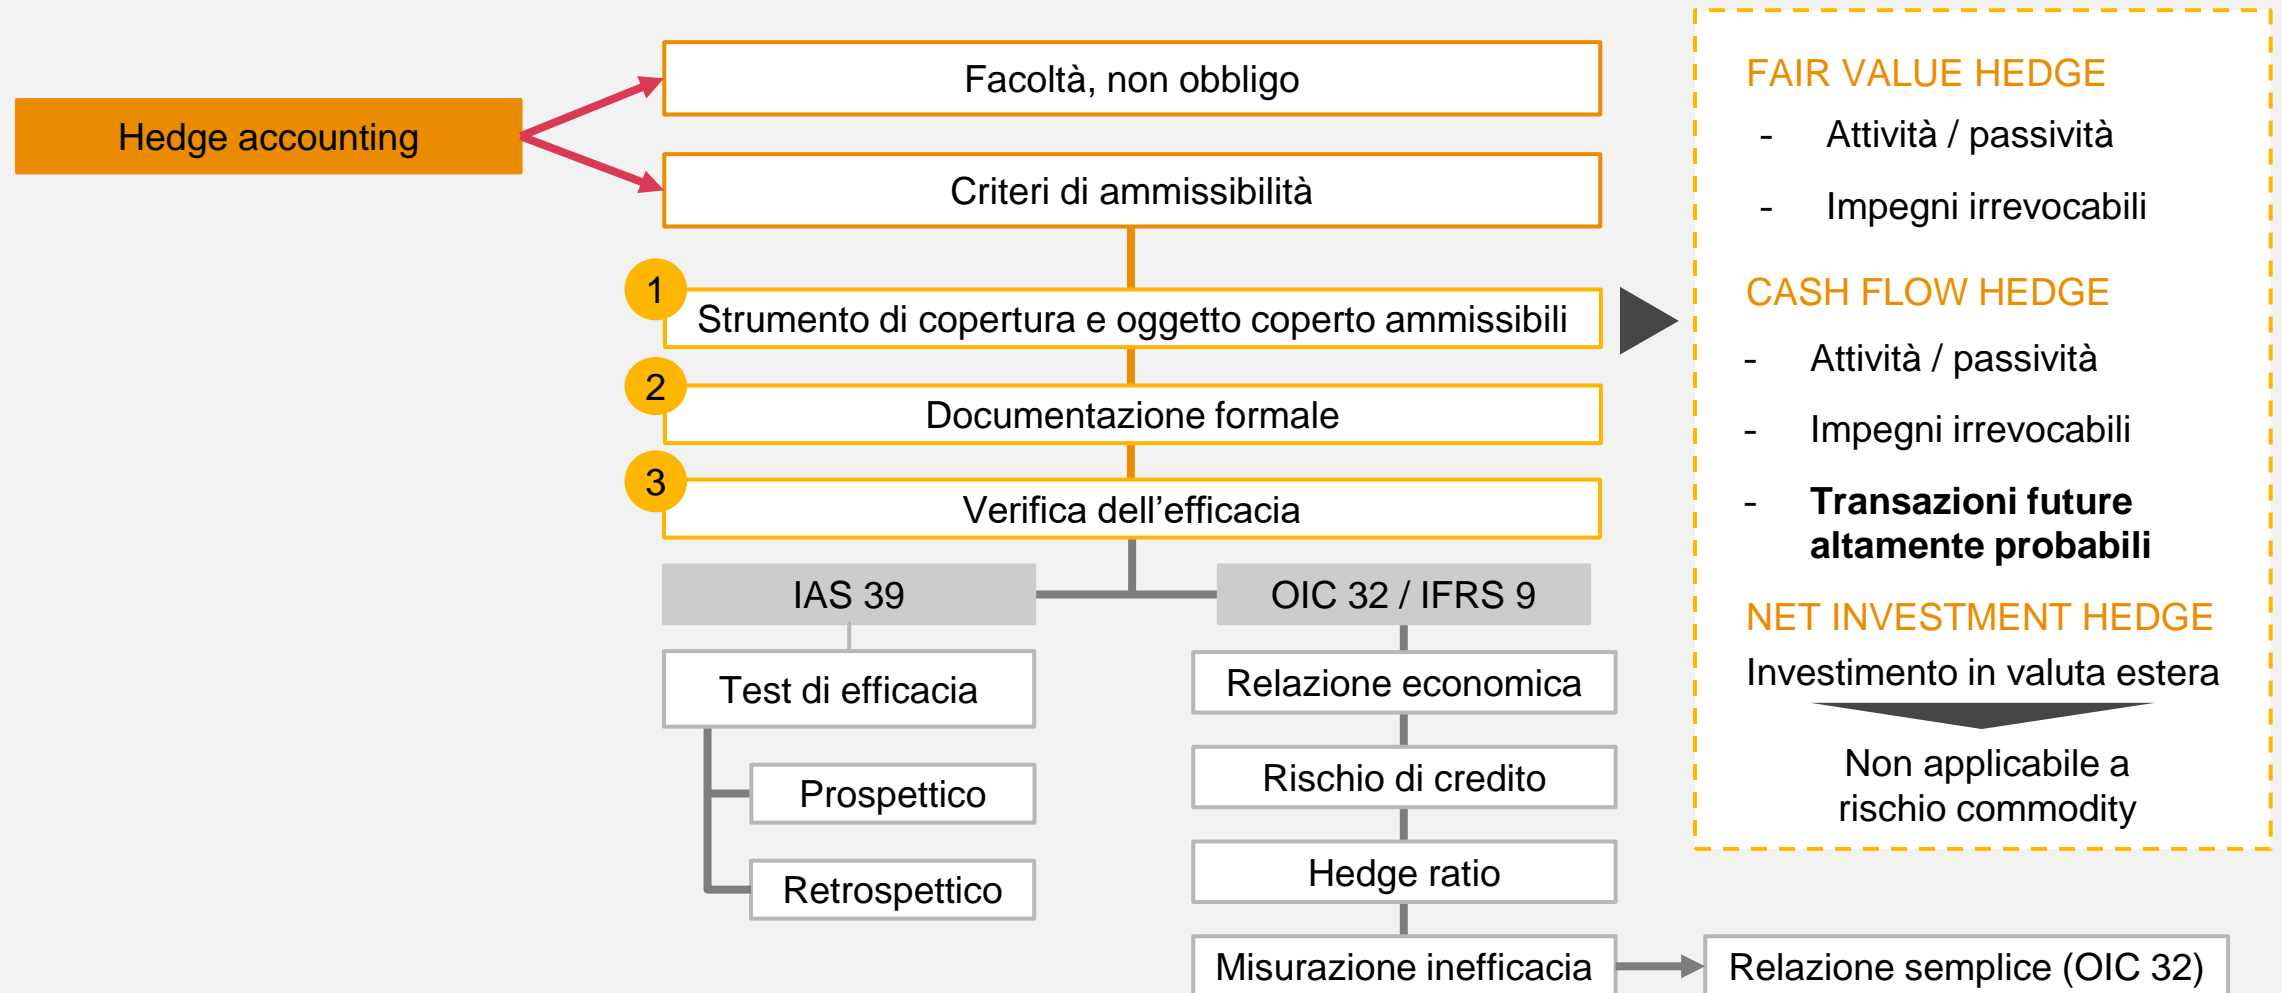 Hedge accounting
Facoltà, non obbligo
Criteri di ammissibilità
1
Strumento di copertura e oggetto coperto ammissibili
2
Documentazione formale
3
Verifica dell’efficacia
IAS 39
Test di efficacia
Prospettico
Retrospettico
OIC 32 / IFRS 9
Relazione economica
Rischio di credito
Hedge ratio
Misurazione inefficacia
Relazione semplice (OIC 32)
FAIR VALUE HEDGE
- Attività / passività
- Impegni irrevocabili
CASH FLOW HEDGE
- Attività / passività
- Impegni irrevocabili
- Transazioni future
altamente probabili
NET INVESTMENT HEDGE
Investimento in valuta estera
Non applicabile a
rischio commodity